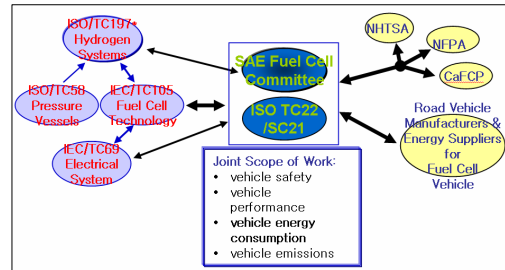 ISO/TC197*
Hydrogen
Systems
ISO/TC58
Pressure
Vessels
IEC/TC105
Fuel Cell
Technology
IEC/TC69
Electrical
System
SAE Fuel Cell
Committee
ISO TC22
/SC21
Joint Scope of Work:
• vehicle safety
• vehicle
performance
• vehicle energy
consumption
• vehicle emissions
NHTSA
NFPA
CaFCP
Road Vehicle
Manufacturers &
Energy Suppliers
for
Fuel Cell
Vehicle